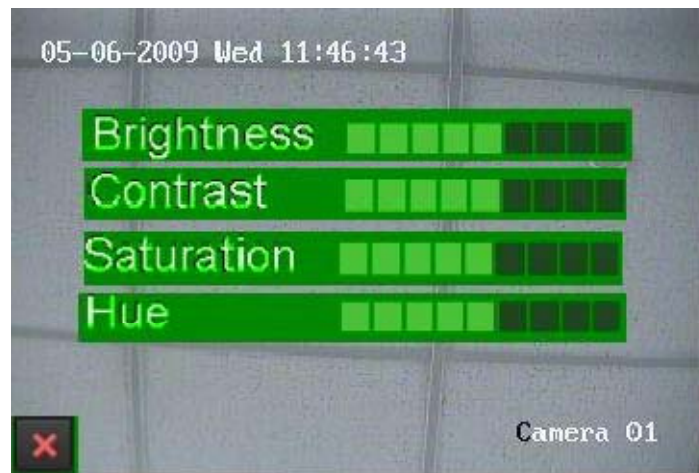 05-06-2009 Wed 11:46:43
Brightness
Contrast
Saturation
Hue
Camera 01